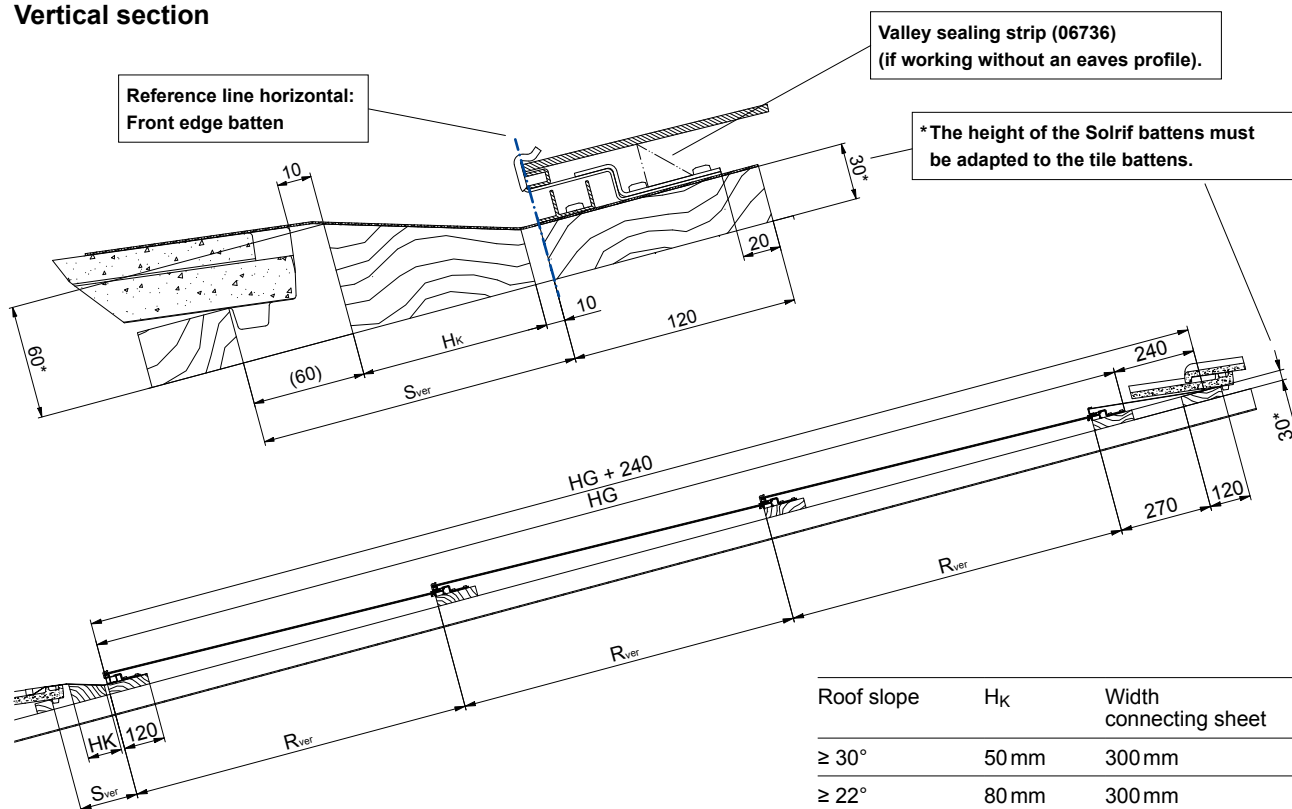 Vertical section
Reference line horizontal:
Front edge batten
Valley sealing strip (06736)
(if working without an eaves profile).
* The height of the Solrif battens must
be adapted to the tile battens.
10
30*
20
10
120
HK
60*
(60)
Sver
240
30*
HG + 240
HG
120
270
Rver
Rver
HK
120
Rver
Sver
Roof slope HK Width
connecting sheet
≥ 30° 50 mm 300 mm
≥ 22° 80 mm 300 mm